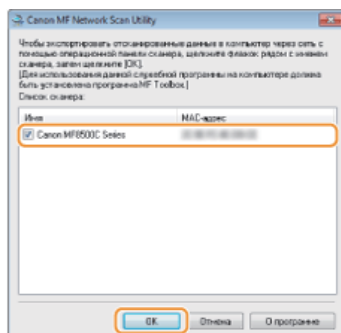 Canon MF Network Scan Utility
Чтобы экспортировать отсканированные данные в компьютер через сеть с
помощью операционной панели сканера, щелкните флажок рядом с именем
сканера, затем щелкните [OK].
[Для использования данной служебной программы на компьютере должна
быть установлена программа MF Toolbox.]
Список сканера:
Имя MAC-адрес
Canon MF8500C Series
OK Отмена О программе